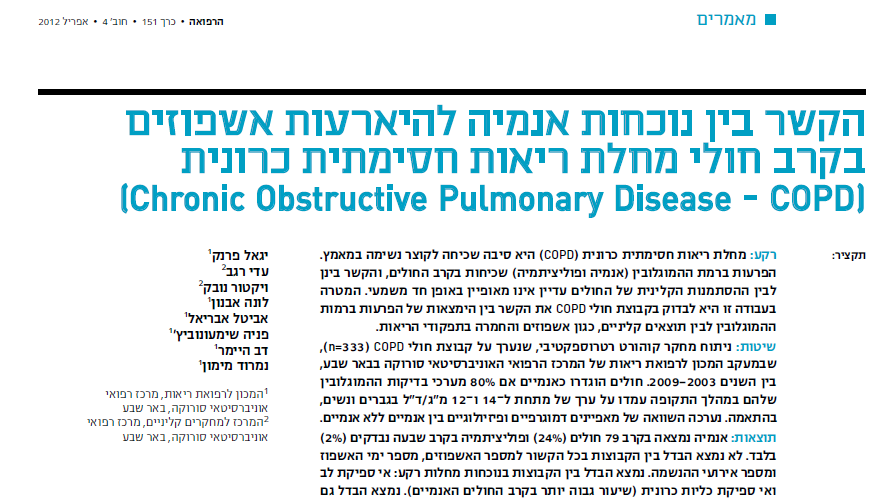 מאמרים
הרפואה • כרך 151 • חוב' 4 • אפריל 2012
הקשר בין נוכחות אנמיה להיארעות אשפוזים
בקרב חולי מחלת ריאות חסימתית כרונית
(Chronic Obstructive Pulmonary Disease – COPD)
תקציר:
רקע: מחלת ריאות חסימתית כרונית (COPD) היא סיבה שכיחה לקוצר נשימה במאמץ.
הפרעות ברמת ההמוגלובין (אנמיה ופוליציתמיה) שכיחות בקרב החולים, והקשר בינן
לבין ההסתמנות הקלינית של החולים עדיין אינו מאופיין באופן חד משמעי. המטרה
בעבודה זו היא לבדוק בקבוצת חולי COPD את הקשר בין הימצאות של הפרעות ברמות
ההמוגלובין לבין תוצאים קליניים, כגון אשפוזים והחמרה בתפקודי הריאות.
שיטות: ניתוח מחקר קוהורט רטרוספקטיבי, שנערך על קבוצת חולי COPD (n=333),
שבמעקב המכון לרפואת ריאות של המרכז הרפואי האוניברסיטאי סורוקה בבאר שבע,
בין השנים 2003–2009. חולים הוגדרו כאנמיים אם 80% מערכי בדיקות ההמוגלובין
שלהם במהלך התקופה עמדו על ערך של מתחת ל־14 ו־12 מ"ג/ד"ל בגברים ונשים,
בהתאמה. נערכה השוואה של מאפיינים דמוגרפיים ופיזיולוגיים בין אנמיים ללא אנמיים.
תוצאות: אנמיה נמצאה בקרב 79 חולים (24%) ופוליציתמיה בקרב שבעה נבדקים (2%)
בלבד. לא נמצא הבדל בין הקבוצות בכל הקשור למספר האשפוזים, מספר ימי האשפוז
ומספר אירועי ההנשמה. נמצא הבדל בין הקבוצות בנוכחות מחלות רקע: אי ספיקת לב
ואי ספיקת כליות כרונית (שיעור גבוה יותר בקרב החולים האנמיים). נמצא הבדל גם
יגאל פרנק1
עדי רגב2
ויקטור נובק2
לונה אבנון1
אביטל אבריאל1
פניה שימעונוביץ'1
דב היימר1
נמרוד מימון1
1המכון לרפואת ריאות, מרכז רפואי
אוניברסיטאי סורוקה, באר שבע
2המרכז למחקרים קליניים, מרכז רפואי
אוניברסיטאי סורוקה, באר שבע